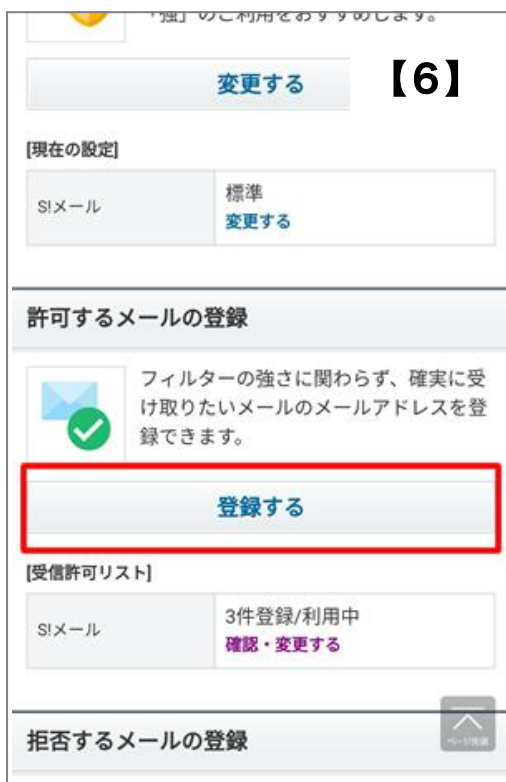 「強」のご利用をおすすめします。
変更する
【6】
[現在の設定]
S!メール
標準
変更する
許可するメールの登録
フィルターの強さに関わらず、確実に受
け取りたいメールのメールアドレスを登
録できます。
登録する
[受信許可リスト]
S!メール
3件登録/利用中
確認・変更する
ページ先頭
拒否するメールの登録